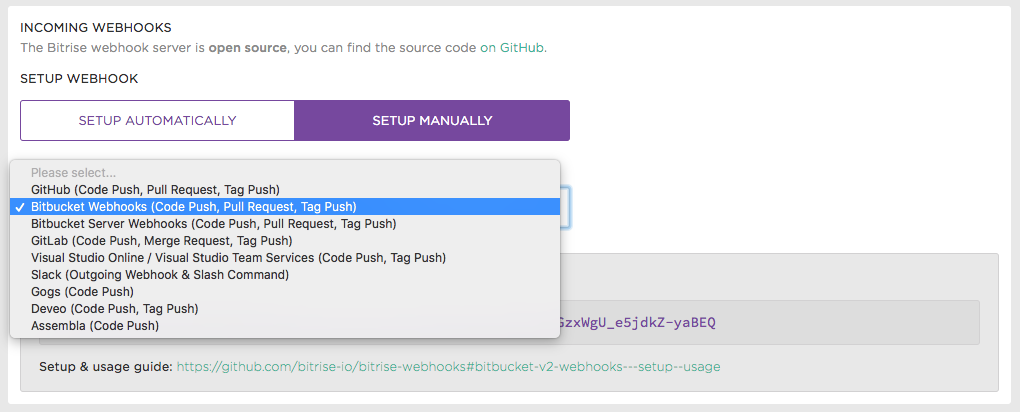 INCOMING WEBHOOKS
The Bitrise webhook server is open source, you can find the source code on GitHub.
SETUP WEBHOOK
SETUP AUTOMATICALLY
SETUP MANUALLY
Please select...
GitHub (Code Push, Pull Request, Tag Push)
✓ Bitbucket Webhooks (Code Push, Pull Request, Tag Push)
Bitbucket Server Webhooks (Code Push, Pull Request, Tag Push)
GitLab (Code Push, Merge Request, Tag Push)
Visual Studio Online / Visual Studio Team Services (Code Push, Tag Push)
Slack (Outgoing Webhook & Slash Command)
Gogs (Code Push)
Deveo (Code Push, Tag Push)
Assembla (Code Push)
GzxWgU_e5jdkZ-yaBEQ
Setup & usage guide: https://github.com/bitrise-io/bitrise-webhooks#bitbucket-v2-webhooks---setup--usage